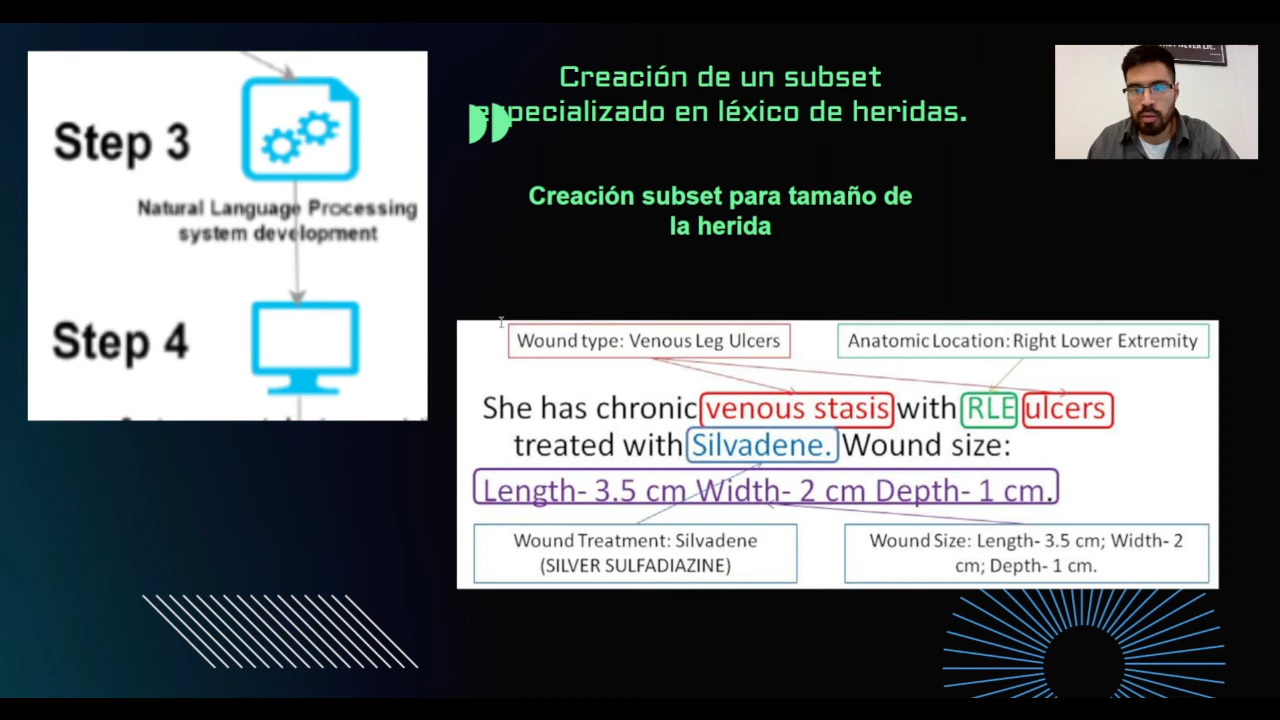 Step 3
Natural Language Processing
system development
Step 4
Creación de un subset
especializado en léxico de heridas.
Creación subset para tamaño de
la herida
Wound type: Venous Leg Ulcers
Anatomic Location: Right Lower Extremity
She has chronic venous stasis with RLE ulcers
treated with Silvadene. Wound size:
Length- 3.5 cm Width- 2 cm Depth- 1 cm.
Wound Treatment: Silvadene
(SILVER SULFADIAZINE)
Wound Size: Length- 3.5 cm; Width- 2
cm; Depth- 1 cm.